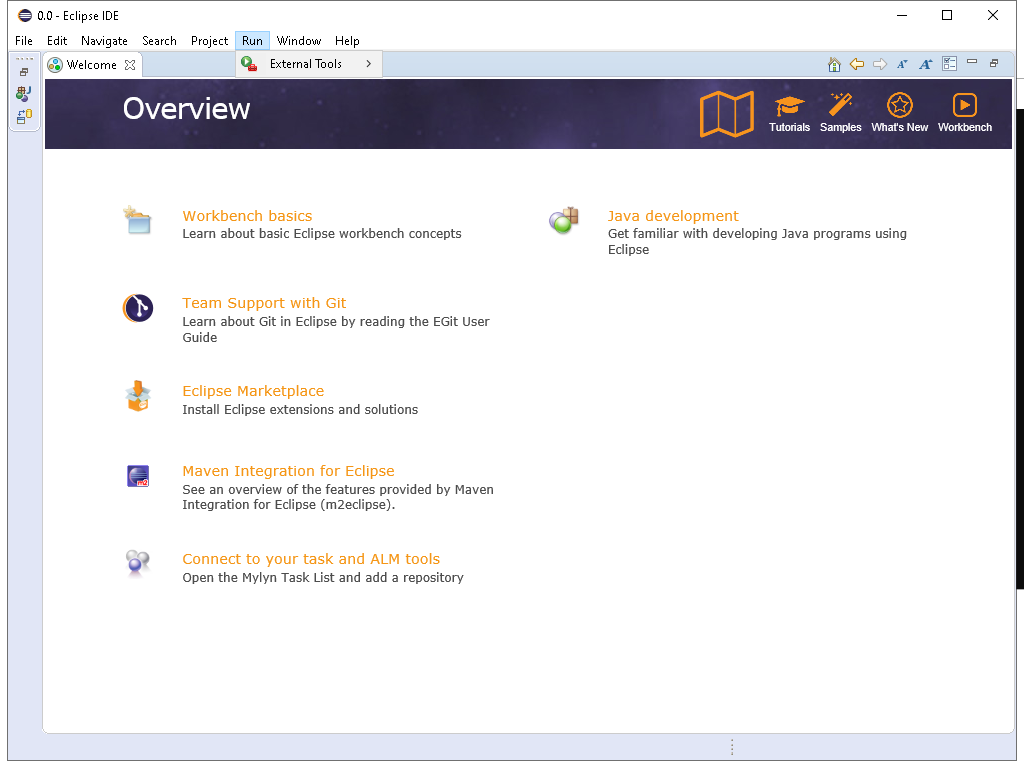 0.0 - Eclipse IDE
File Edit Navigate Search Project Run Window Help
Welcome
External Tools
Overview
Tutorials Samples What's New Workbench
Workbench basics
Learn about basic Eclipse workbench concepts
Java development
Get familiar with developing Java programs using
Eclipse
Team Support with Git
Learn about Git in Eclipse by reading the EGit User
Guide
Eclipse Marketplace
Install Eclipse extensions and solutions
Maven Integration for Eclipse
See an overview of the features provided by Maven
Integration for Eclipse (m2eclipse).
Connect to your task and ALM tools
Open the Mylyn Task List and add a repository